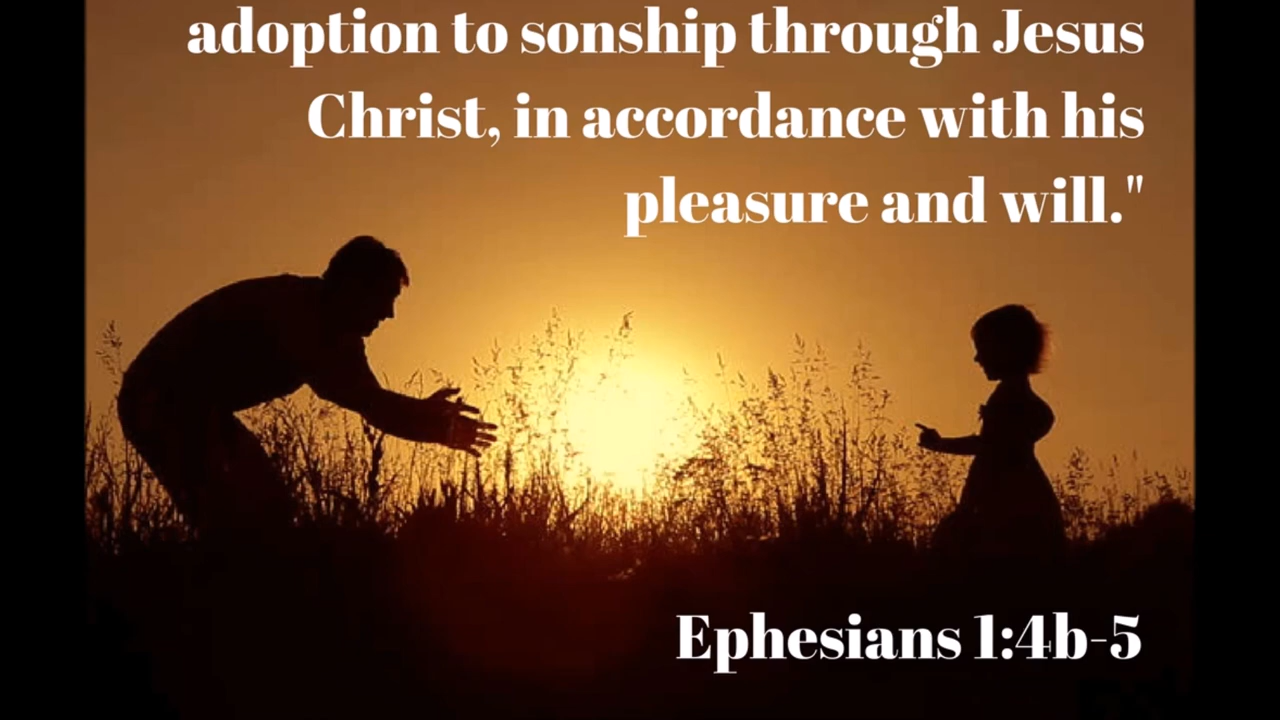 adoption to sonship through Jesus
Christ, in accordance with his
pleasure and will."
Ephesians 1:4b-5